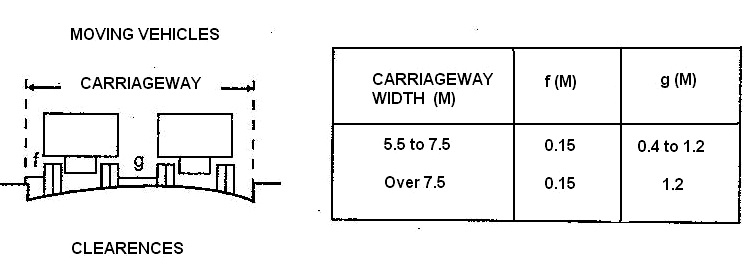 MOVING VEHICLES
CARRIAGEWAY
f
g
CLEARENCES
CARRIAGEWAY WIDTH (M) f (M) g (M)
5.5 to 7.5 0.15 0.4 to 1.2
Over 7.5 0.15 1.2